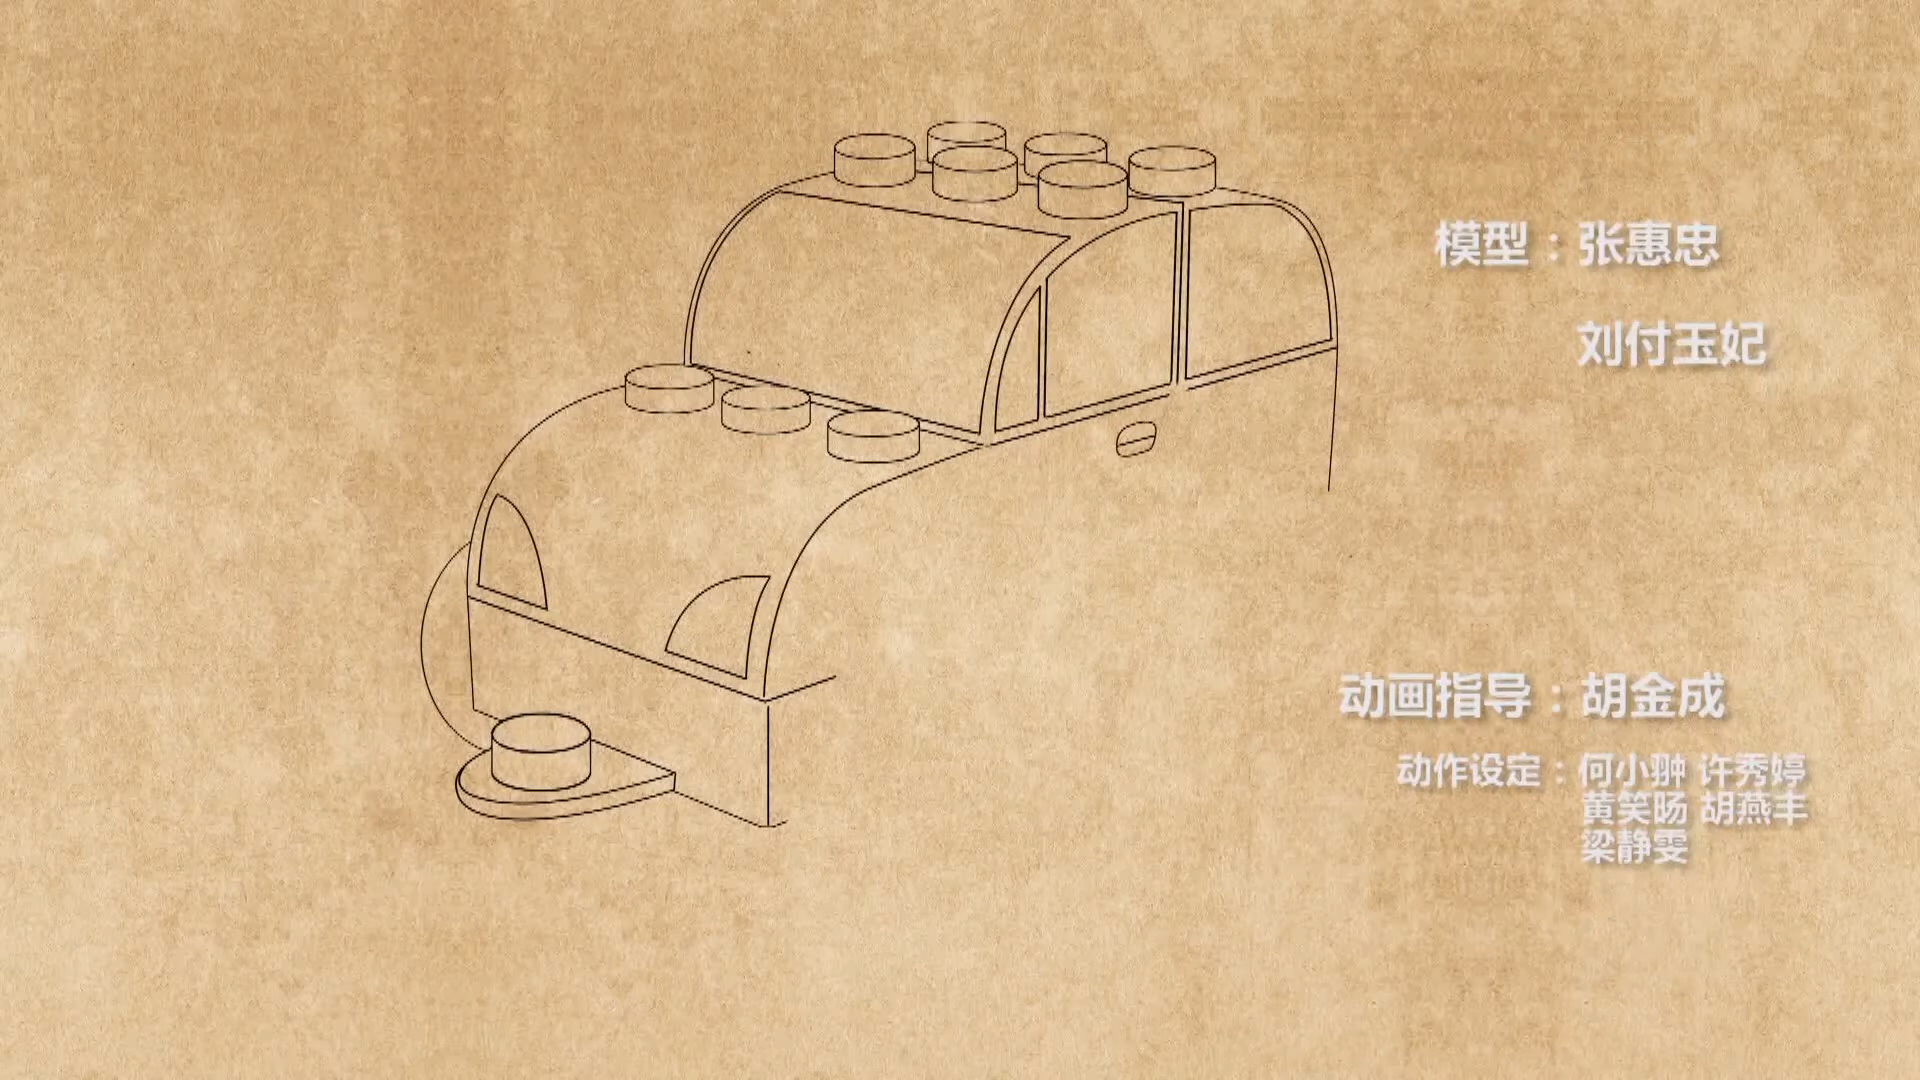 模型：张惠忠
刘付玉妃
动画指导：胡金成
动作设定：何小翀 许秀婷
黄笑旸 胡燕丰
梁静雯